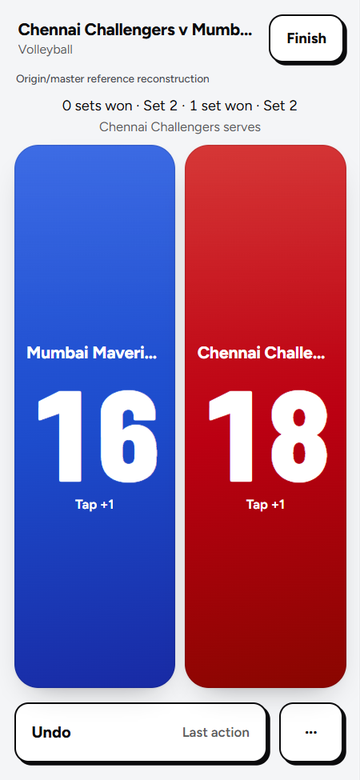 Chennai Challengers v Mumb...
Volleyball
Finish
Origin/master reference reconstruction
0 sets won · Set 2 · 1 set won · Set 2
Chennai Challengers serves
Mumbai Maveri...
16
Tap +1
Chennai Challe...
18
Tap +1
Undo
Last action
...